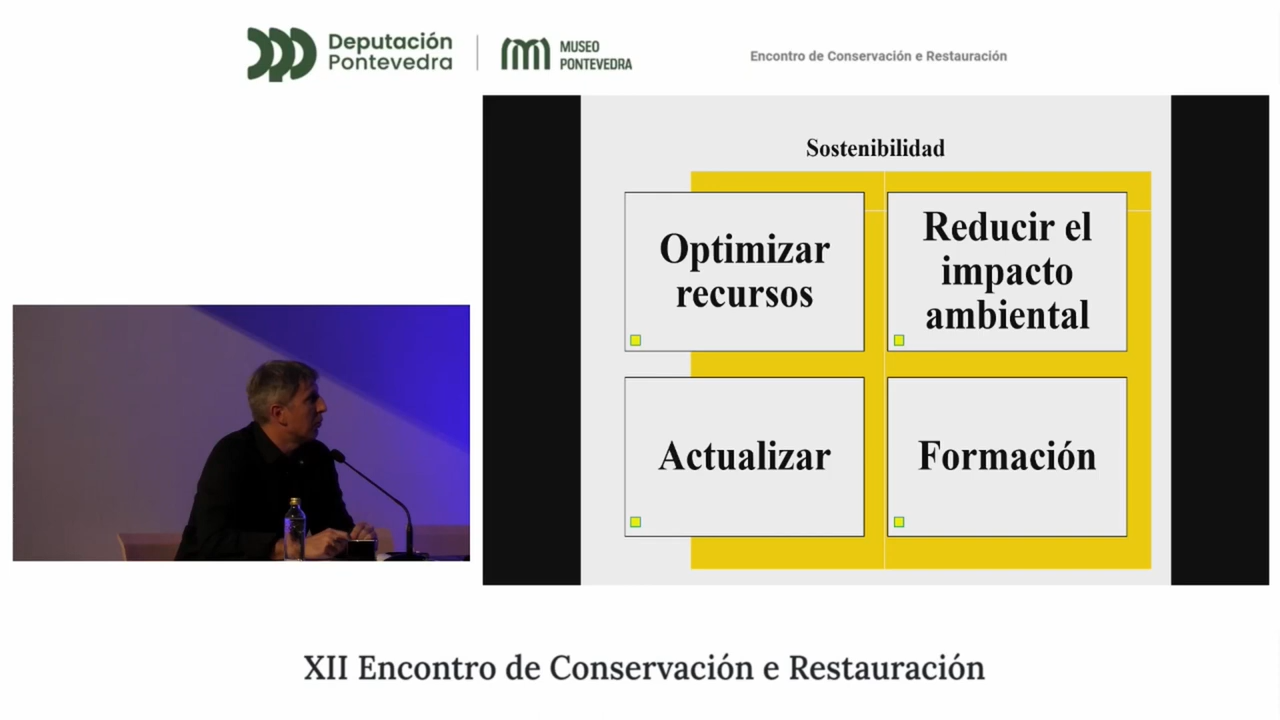 Deputación
Pontevedra
MUSEO
PONTEVEDRA
Encontro de Conservación e Restauración
Sostenibilidad
Optimizar
recursos
Reducir el
impacto
ambiental
Actualizar
Formación
XII Encontro de Conservación e Restauración